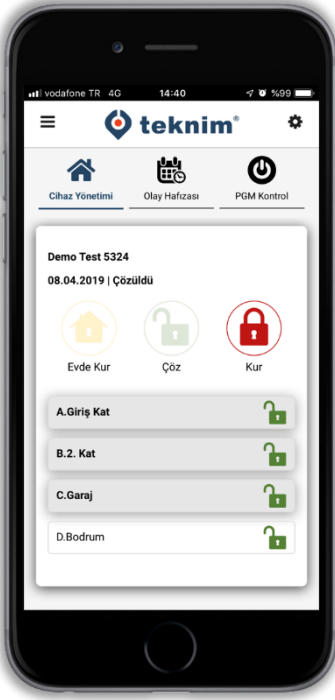 vodafone TR 4G 14:40 %99
teknim®
Cihaz Yönetimi Olay Hafızası PGM Kontrol
Demo Test 5324
08.04.2019 | Çözüldü
Evde Kur Çöz Kur
A.Giriş Kat
B.2. Kat
C.Garaj
D.Bodrum